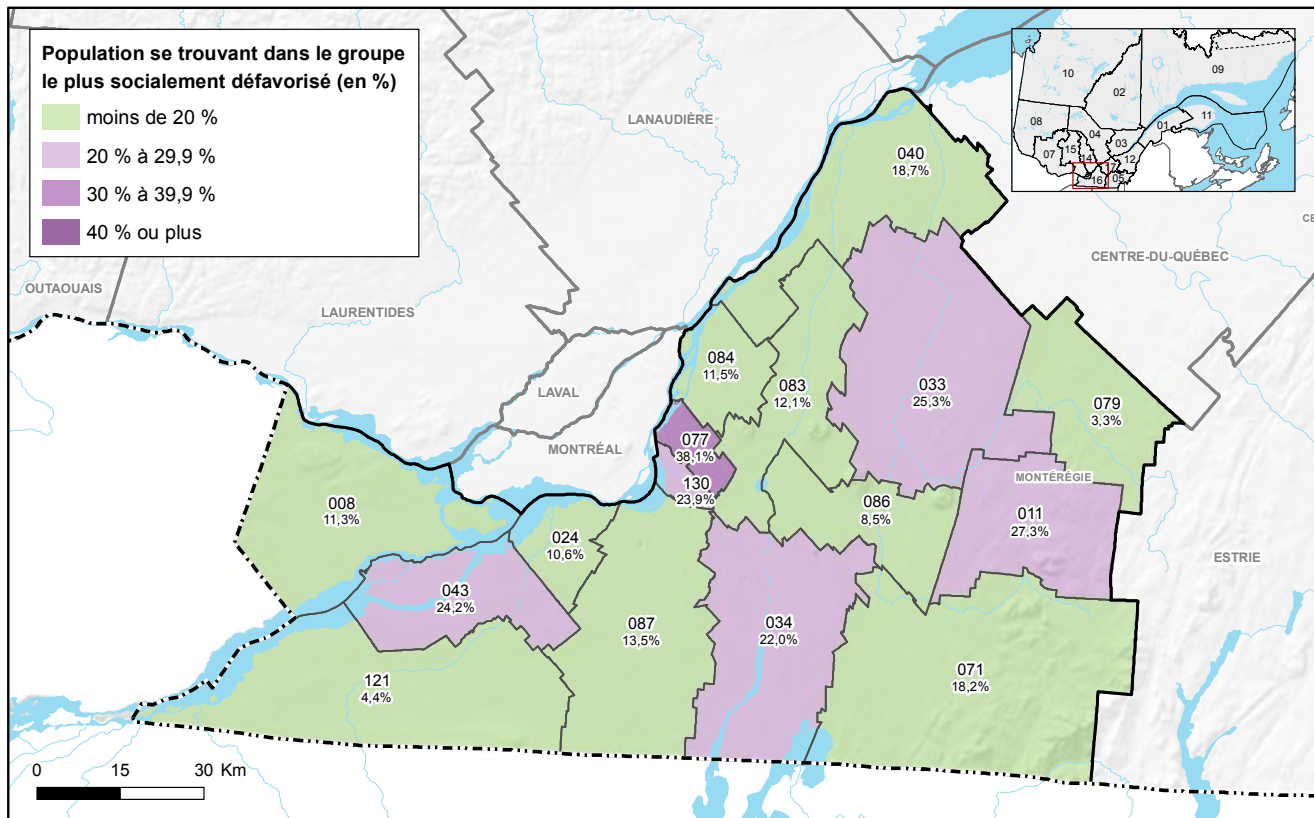 Population se trouvant dans le groupe
le plus socialement défavorisé (en %)
moins de 20 %
20 % à 29,9 %
30 % à 39,9 %
40 % ou plus
10
09
02
08
11
01
04
03
07
15
14
12
17
16
05
LANAUDIÈRE
040
18,7%
CENTRE-DU-QUÉBEC
CE
OUTAOUAIS
LAURENTIDES
084
11,5%
083
12,1%
033
25,3%
079
3,3%
LAVAL
MONTRÉAL
077
38,1%
130
23,9%
MONTÉRÉGIE
008
11,3%
086
8,5%
011
27,3%
024
10,6%
ESTRIE
043
24,2%
087
13,5%
034
22,0%
121
4,4%
071
18,2%
0 15 30 Km